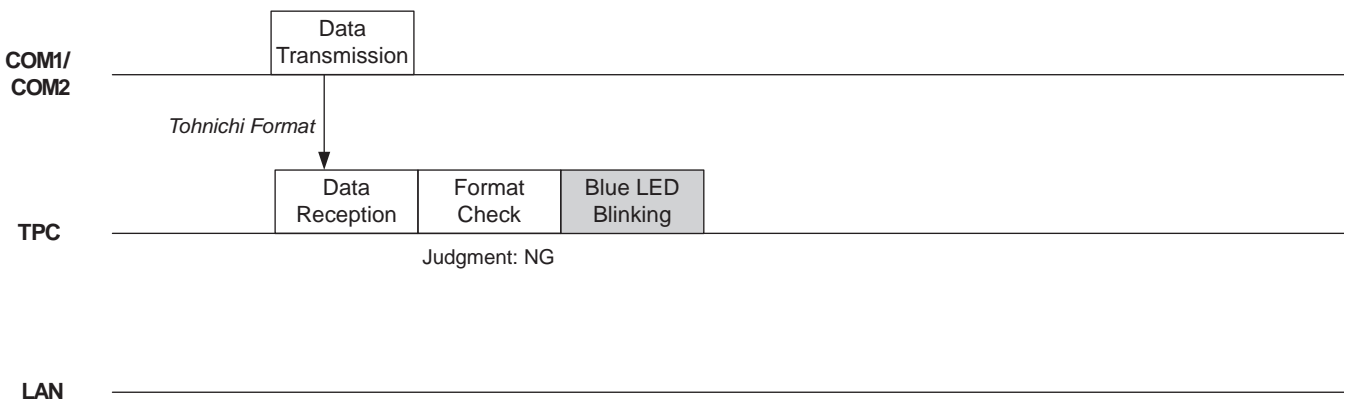 Data
Transmission
COM1/
COM2
Tohnichi Format
Data
Reception
Format
Check
Blue LED
Blinking
TPC
Judgment: NG
LAN